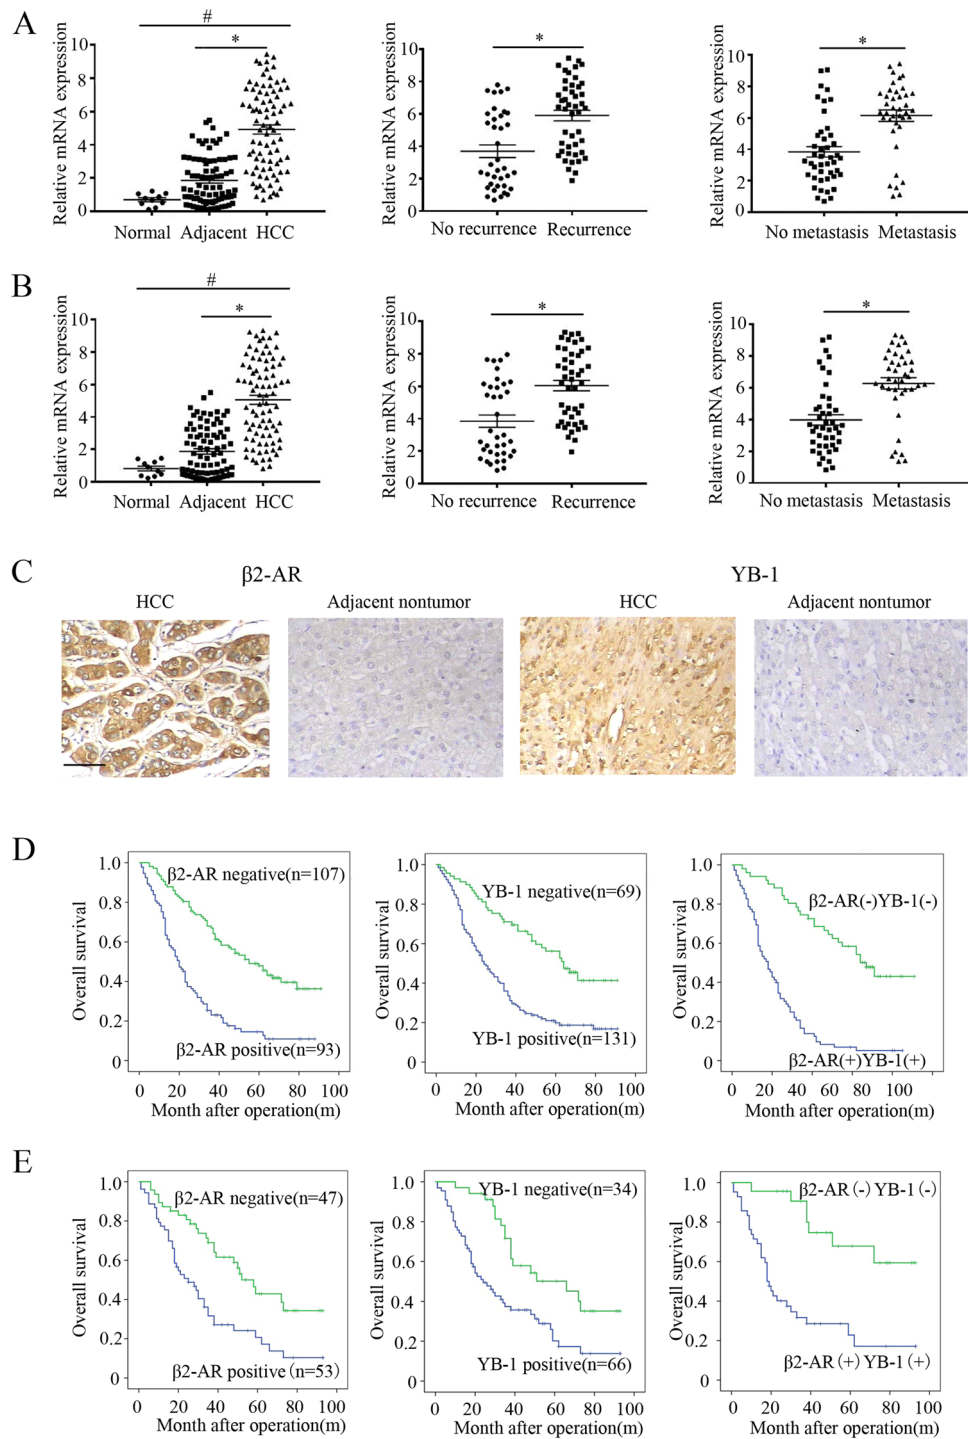 A
#
*
Relative mRNA expression
10
8
6
4
2
0
Normal Adjacent HCC
*
Relative mRNA expression
10
8
6
4
2
0
No recurrence Recurrence
*
Relative mRNA expression
10
8
6
4
2
0
No metastasis Metastasis
B
#
*
Relative mRNA expression
10
8
6
4
2
0
Normal Adjacent HCC
*
Relative mRNA expression
10
8
6
4
2
0
No recurrence Recurrence
*
Relative mRNA expression
10
8
6
4
2
0
No metastasis Metastasis
C
β2-AR YB-1
HCC Adjacent nontumor HCC Adjacent nontumor
D
Overall survival
1.0
0.8
0.6
0.4
0.2
0
β2-AR negative(n=107)
β2-AR positive(n=93)
0 20 40 60 80 100
Month after operation(m)
Overall survival
1.0
0.8
0.6
0.4
0.2
0
YB-1 negative(n=69)
YB-1 positive(n=131)
0 20 40 60 80 100
Month after operation(m)
Overall survival
1.0
0.8
0.6
0.4
0.2
0
β2-AR(-)YB-1(-)
β2-AR(+)YB-1(+)
0 20 40 60 80 100
Month after operation(m)
E
Overall survival
1.0
0.8
0.6
0.4
0.2
0
β2-AR negative(n=47)
β2-AR positive (n=53)
0 20 40 60 80 100
Month after operation(m)
Overall survival
1.0
0.8
0.6
0.4
0.2
0
YB-1 negative(n=34)
YB-1 positive(n=66)
0 20 40 60 80 100
Month after operation(m)
Overall survival
1.0
0.8
0.6
0.4
0.2
0
β2-AR (-) YB-1 (-)
β2-AR (+) YB-1 (+)
0 20 40 60 80 100
Month after operation(m)